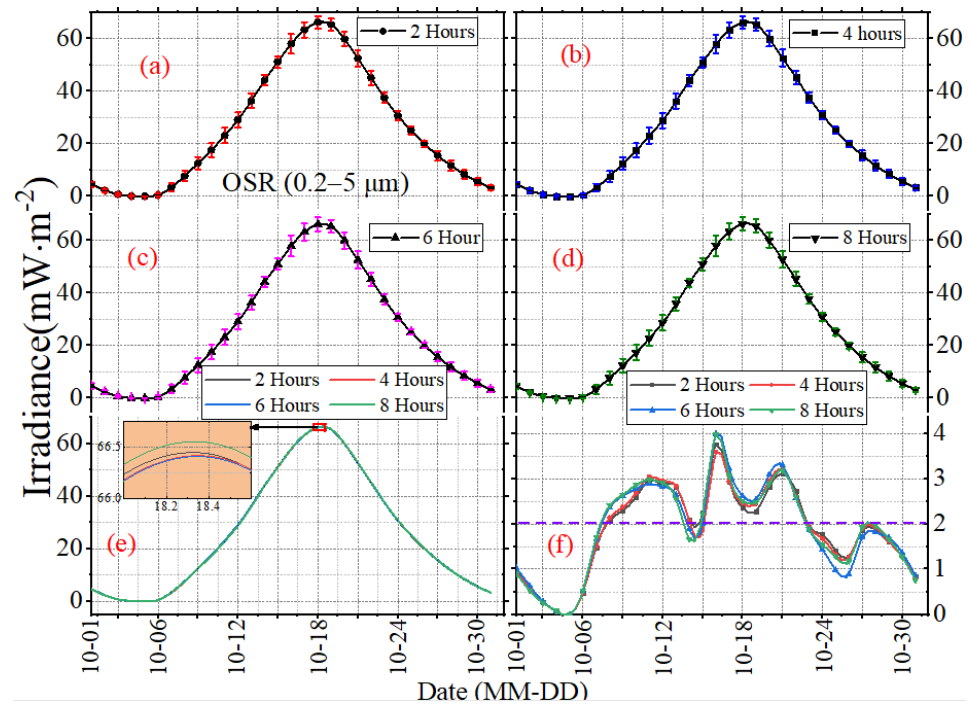 60
40
20
0
2 Hours
(a)
OSR (0.2–5 μm)
4 hours
(b)
60
40
20
0
60
40
20
0
6 Hour
(c)
8 Hours
(d)
60
40
20
0
2 Hours 4 Hours
6 Hours 8 Hours
2 Hours 4 Hours
6 Hours 8 Hours
60
30
0
66.5
66.0
18.2 18.4
(e)
(f)
4
3
2
1
0
Irradiance(mW·m-2)
10-01 10-06 10-12 10-18 10-24 10-30
10-01 10-06 10-12 10-18 10-24 10-30
Date (MM-DD)